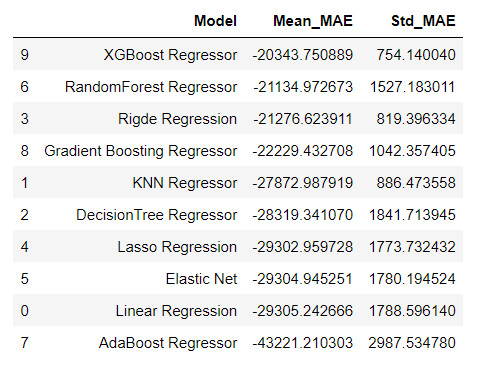 Model Mean_MAE Std_MAE
9 XGBoost Regressor -20343.750889 754.140040
6 RandomForest Regressor -21134.972673 1527.183011
3 Rigde Regression -21276.623911 819.396334
8 Gradient Boosting Regressor -22229.432708 1042.357405
1 KNN Regressor -27872.987919 886.473558
2 DecisionTree Regressor -28319.341070 1841.713945
4 Lasso Regression -29302.959728 1773.732432
5 Elastic Net -29304.945251 1780.194524
0 Linear Regression -29305.242666 1788.596140
7 AdaBoost Regressor -43221.210303 2987.534780